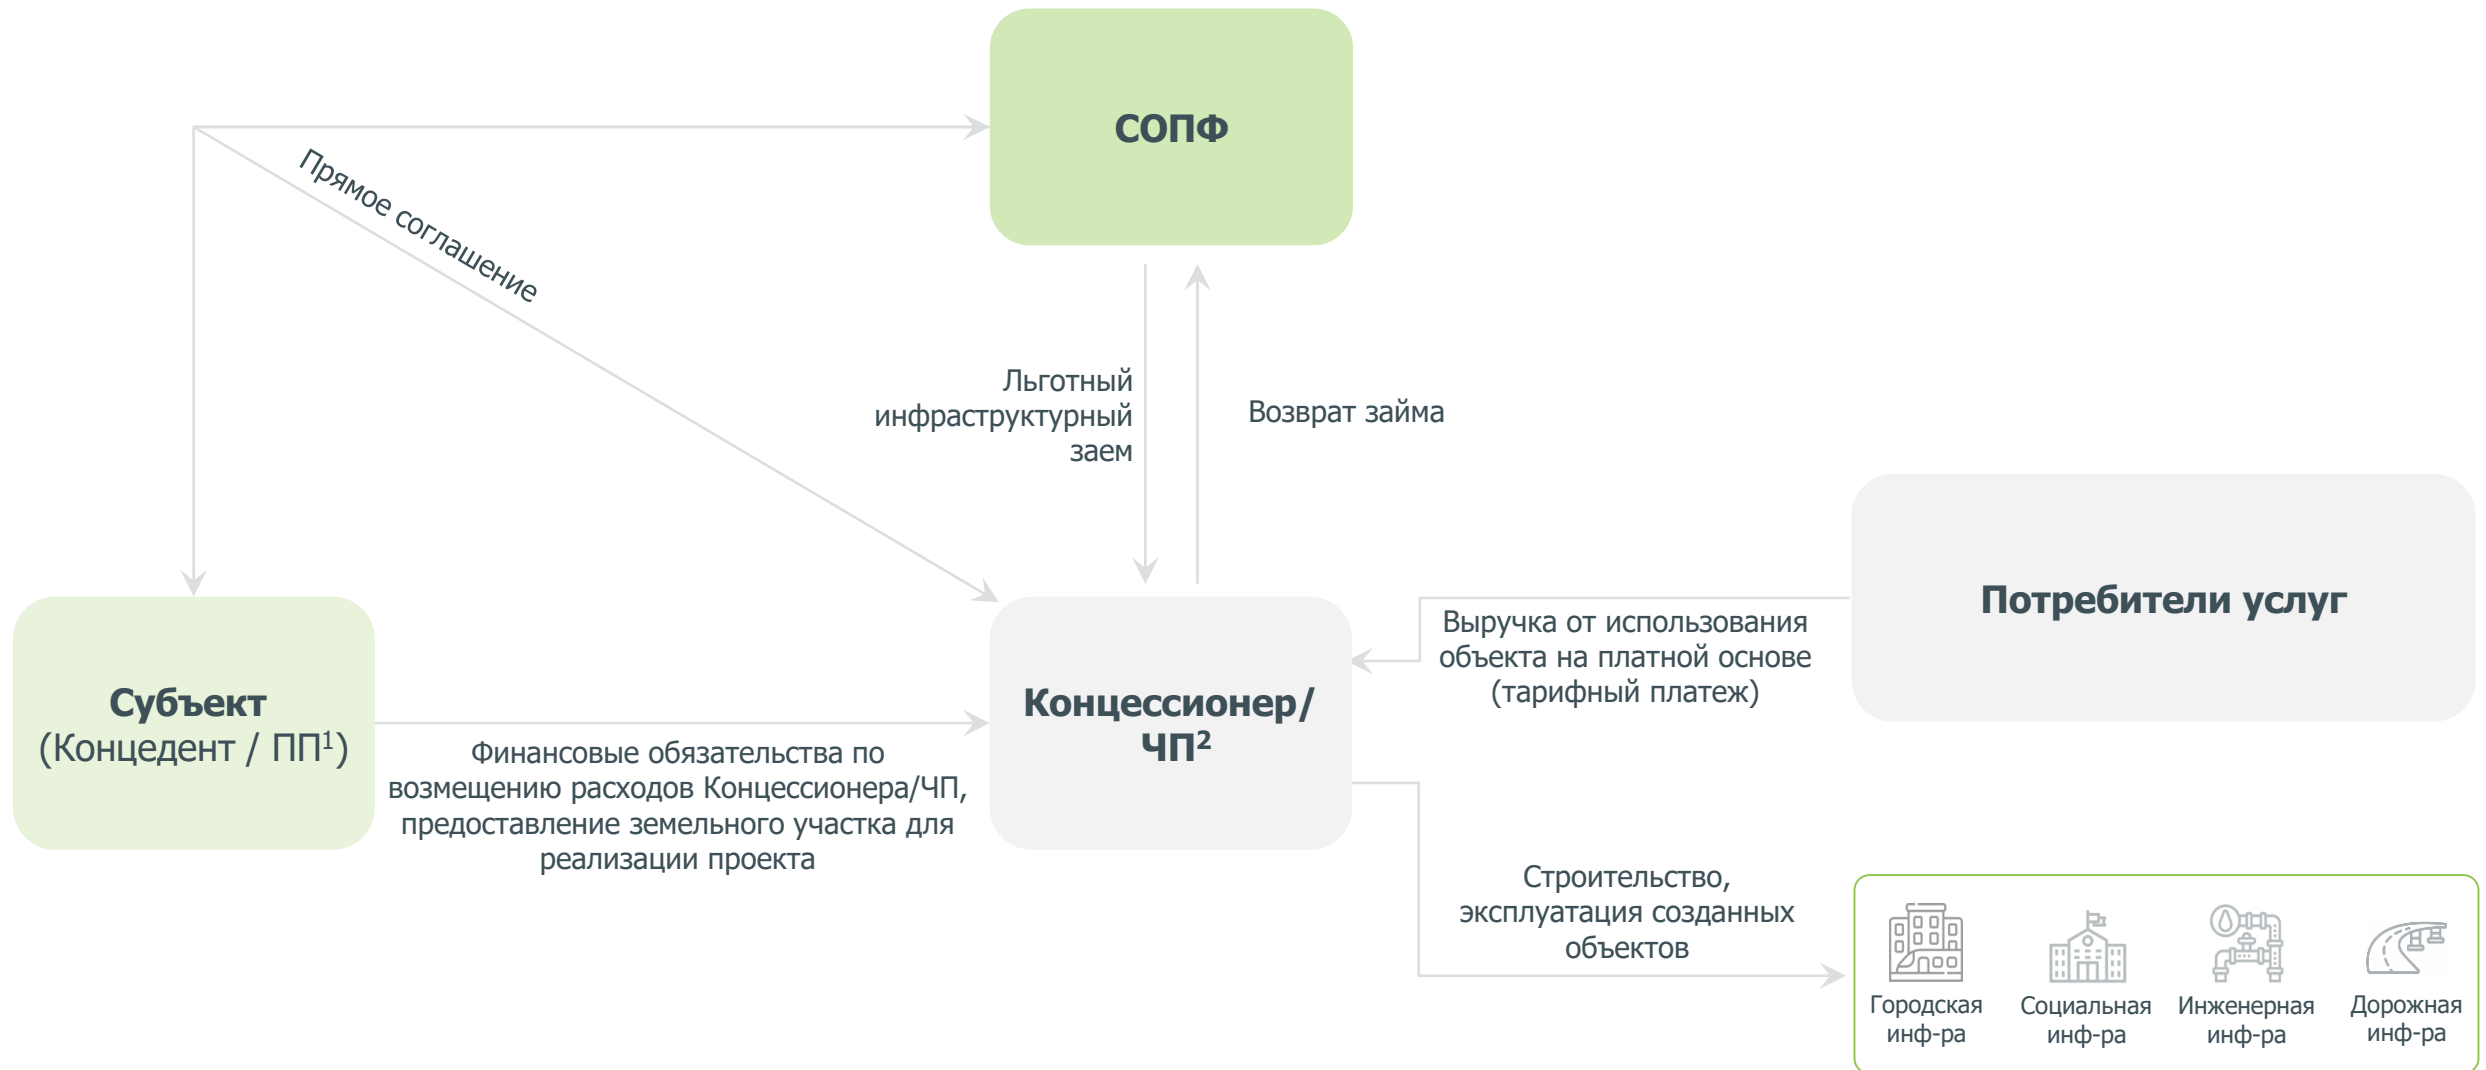 СОПФ
Прямое соглашение
Льготный
инфраструктурный
заем
Возврат займа
Потребители услуг
Выручка от использования
объекта на платной основе
(тарифный платеж)
Субъект
(Концедент / ПП¹)
Концессионер/
ЧП²
Финансовые обязательства по
возмещению расходов Концессионера/ЧП,
предоставление земельного участка для
реализации проекта
Строительство,
эксплуатация созданных
объектов
Городская
инф-ра
Социальная
инф-ра
Инженерная
инф-ра
Дорожная
инф-ра